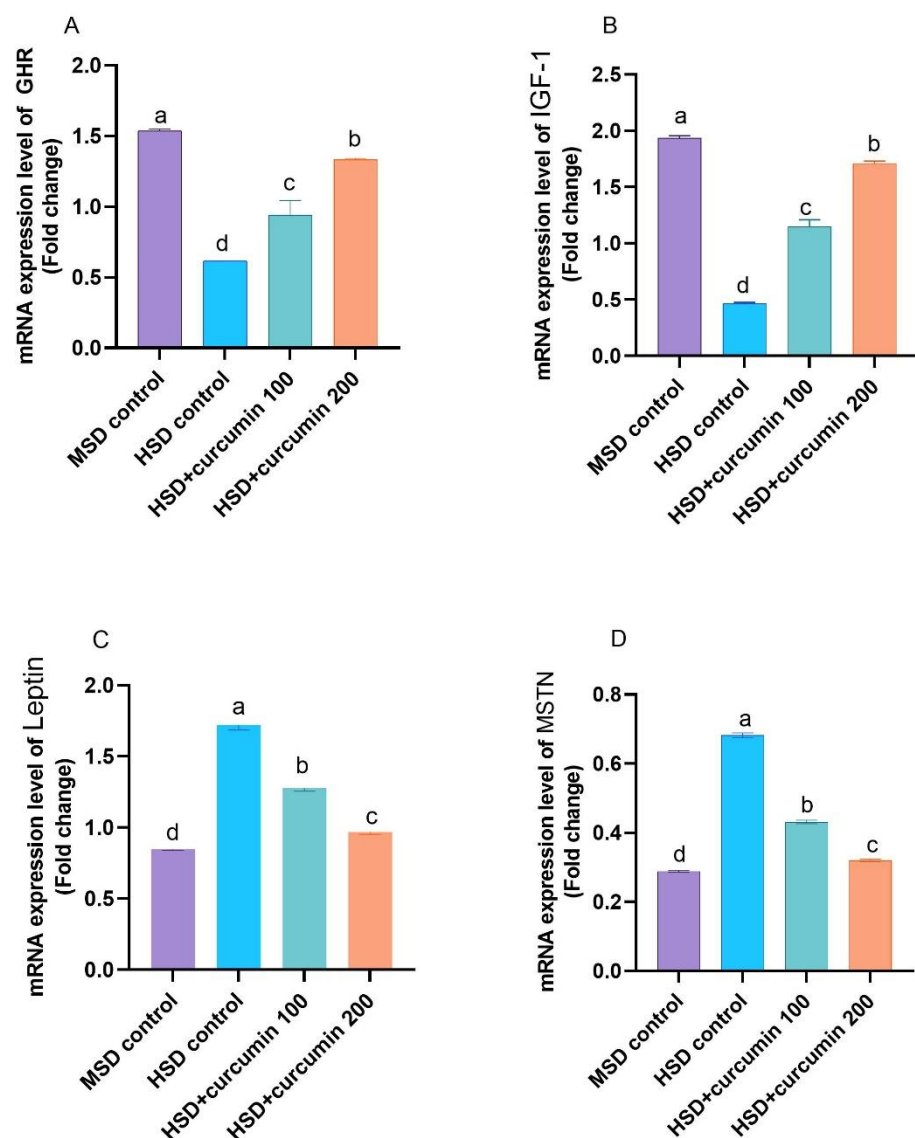 A
mRNA expression level of GHR
(Fold change)
2.0
1.5
1.0
0.5
0.0
a
d
c
b
MSD control
HSD control
HSD+curcumin 100
HSD+curcumin 200
B
mRNA expression level of IGF-1
(Fold change)
2.5
2.0
1.5
1.0
0.5
0.0
a
d
c
b
MSD control
HSD control
HSD+curcumin 100
HSD+curcumin 200
C
mRNA expression level of Leptin
(Fold change)
2.0
1.5
1.0
0.5
0.0
d
a
b
c
MSD control
HSD control
HSD+curcumin 100
HSD+curcumin 200
D
mRNA expression level of MSTN
(Fold change)
0.8
0.6
0.4
0.2
0.0
d
a
b
c
MSD control
HSD control
HSD+curcumin 100
HSD+curcumin 200